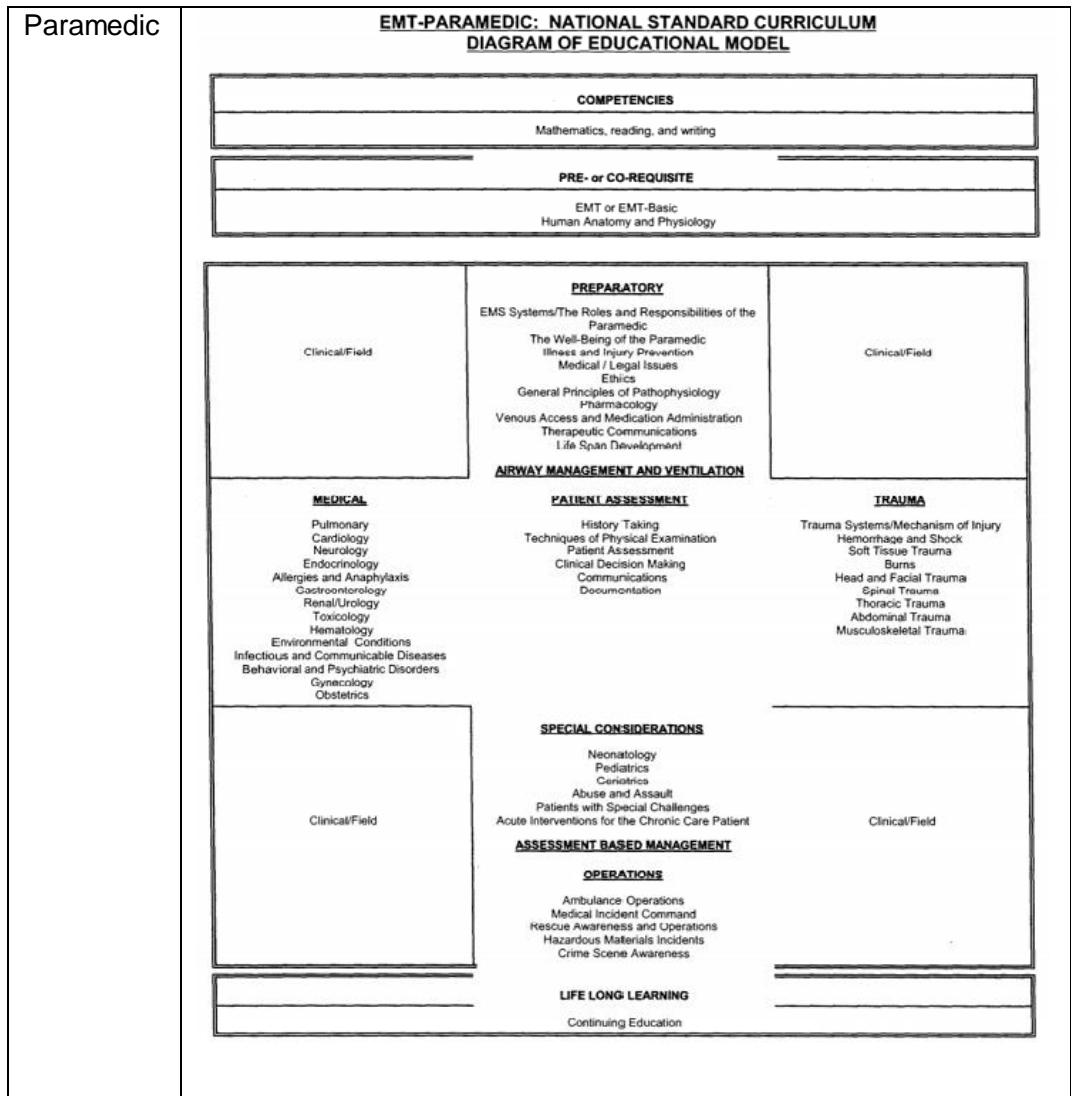 Paramedic
EMT-PARAMEDIC: NATIONAL STANDARD CURRICULUM
DIAGRAM OF EDUCATIONAL MODEL
COMPETENCIES
Mathematics, reading, and writing
PRE- or CO-REQUISITE
EMT or EMT-Basic
Human Anatomy and Physiology
Clinical/Field
PREPARATORY
EMS Systems/The Roles and Responsibilities of the
Paramedic
The Well-Being of the Paramedic
Illness and Injury Prevention
Medical / Legal Issues
Ethics
General Principles of Pathophysiology
Pharmacology
Venous Access and Medication Administration
Therapeutic Communications
Life Span Development
AIRWAY MANAGEMENT AND VENTILATION
Clinical/Field
MEDICAL
Pulmonary
Cardiology
Neurology
Endocrinology
Allergies and Anaphylaxis
Gastroenterology
Renal/Urology
Toxicology
Hematology
Environmental Conditions
Infectious and Communicable Diseases
Behavioral and Psychiatric Disorders
Gynecology
Obstetrics
PATIENT ASSESSMENT
History Taking
Techniques of Physical Examination
Patient Assessment
Clinical Decision Making
Communications
Documentation
TRAUMA
Trauma Systems/Mechanism of Injury
Hemorrhage and Shock
Soft Tissue Trauma
Burns
Head and Facial Trauma
Spinal Trauma
Thoracic Trauma
Abdominal Trauma
Musculoskeletal Trauma
Clinical/Field
SPECIAL CONSIDERATIONS
Neonatology
Pediatrics
Geriatrics
Abuse and Assault
Patients with Special Challenges
Acute Interventions for the Chronic Care Patient
ASSESSMENT BASED MANAGEMENT
OPERATIONS
Ambulance Operations
Medical Incident Command
Rescue Awareness and Operations
Hazardous Materials Incidents
Crime Scene Awareness
Clinical/Field
LIFE LONG LEARNING
Continuing Education